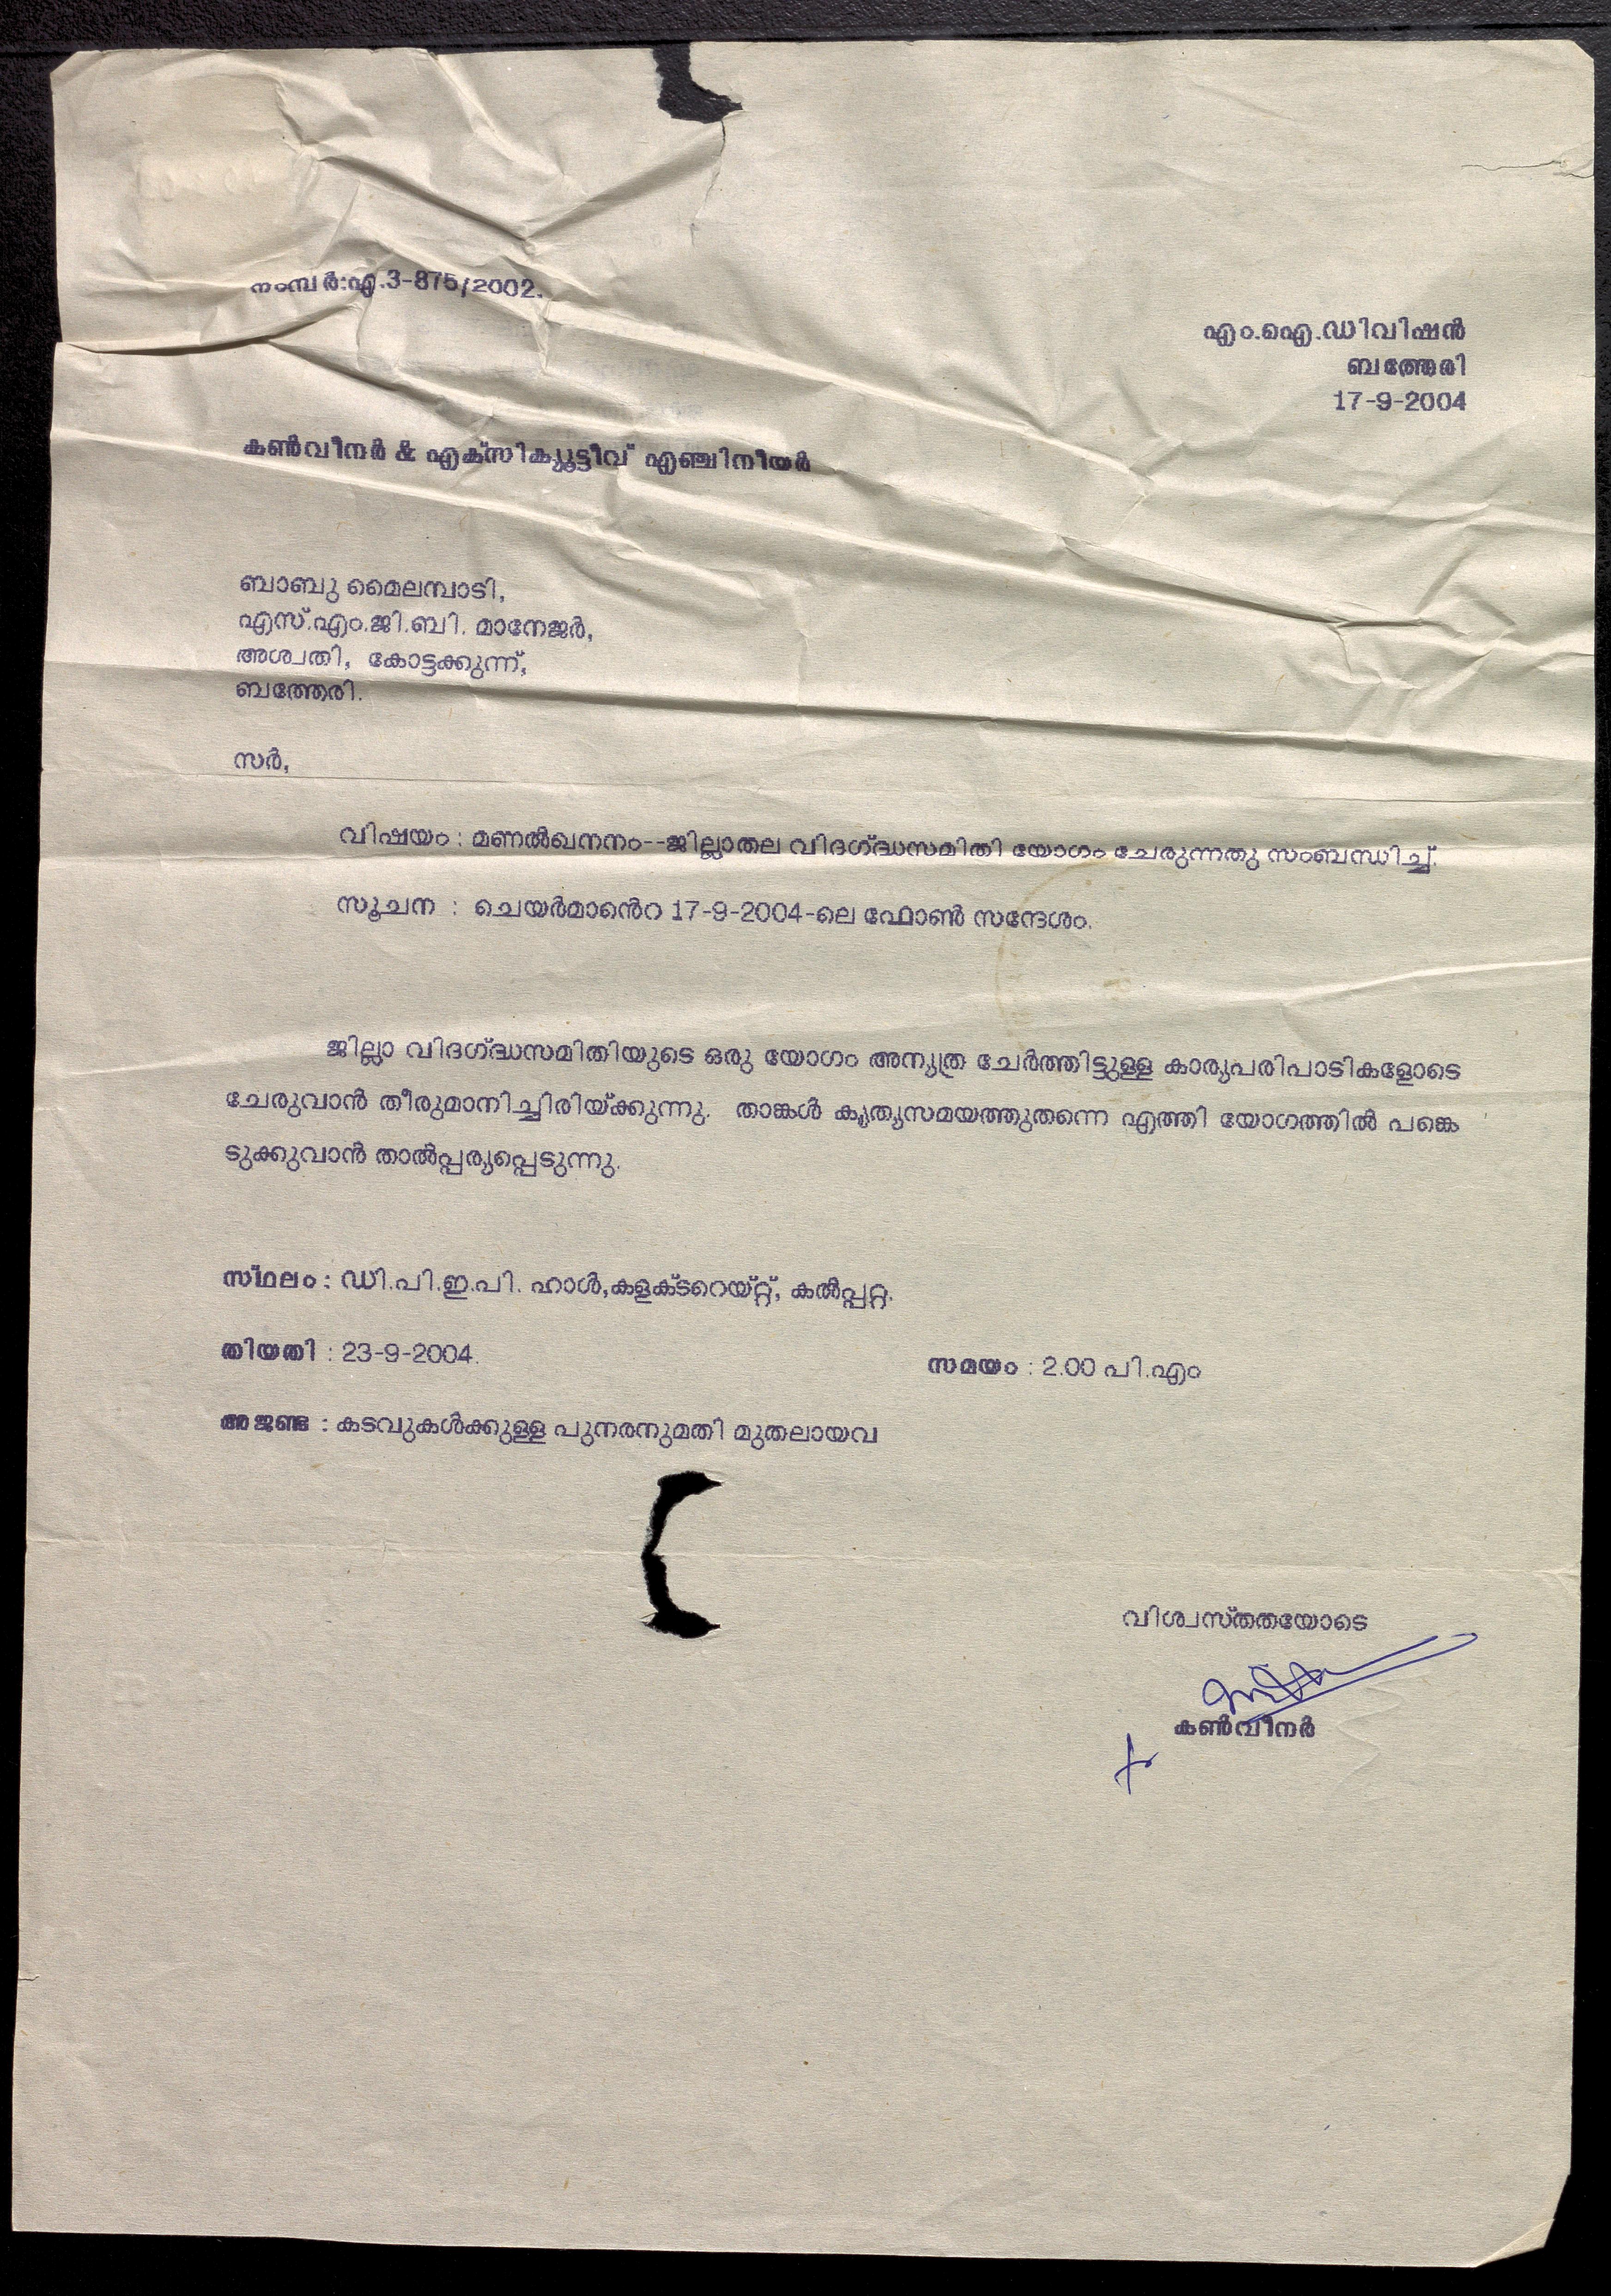 നംമ്പർ:എ.3-875/2002.
എം.ഐ.ഡിവിഷൻ
ബത്തേരി
17-9-2004
കൺവീനർ & എക്സിക്യൂട്ടീവ് എഞ്ചിനീയർ
ബാബു മൈലമ്പാടി,
എസ്.എം.ജി.ബി. മാനേജർ,
അശ്വതി, കോട്ടക്കുന്ന്,
ബത്തേരി.
സർ,
വിഷയം : മണൽഖനനം--ജില്ലാതല വിദഗ്ദ്ധസമിതി യോഗം ചേരുന്നതു സംബന്ധിച്ച്.
സൂചന : ചെയർമാൻെറ 17-9-2004-ലെ ഫോൺ സന്ദേശം.
ജില്ലാ വിദഗ്ദ്ധസമിതിയുടെ ഒരു യോഗം അന്യത്ര ചേർത്തിട്ടുള്ള കാര്യപരിപാടികളോടെ
ചേരുവാൻ തീരുമാനിച്ചിരിയ്ക്കുന്നു. താങ്കൾ കൃത്യസമയത്തുതന്നെ എത്തി യോഗത്തിൽ പങ്കെ
ടുക്കുവാൻ താൽപ്പര്യപ്പെടുന്നു.
സ്ഥലം : ഡി.പി.ഇ.പി. ഹാൾ,കളക്ടറെയ്റ്റ്, കൽപ്പറ്റ.
തിയതി : 23-9-2004.
സമയം : 2.00 പി.എം
അജണ്ട : കടവുകൾക്കുള്ള പുനരനുമതി മുതലായവ
വിശ്വസ്തതയോടെ
കൺവീനർ